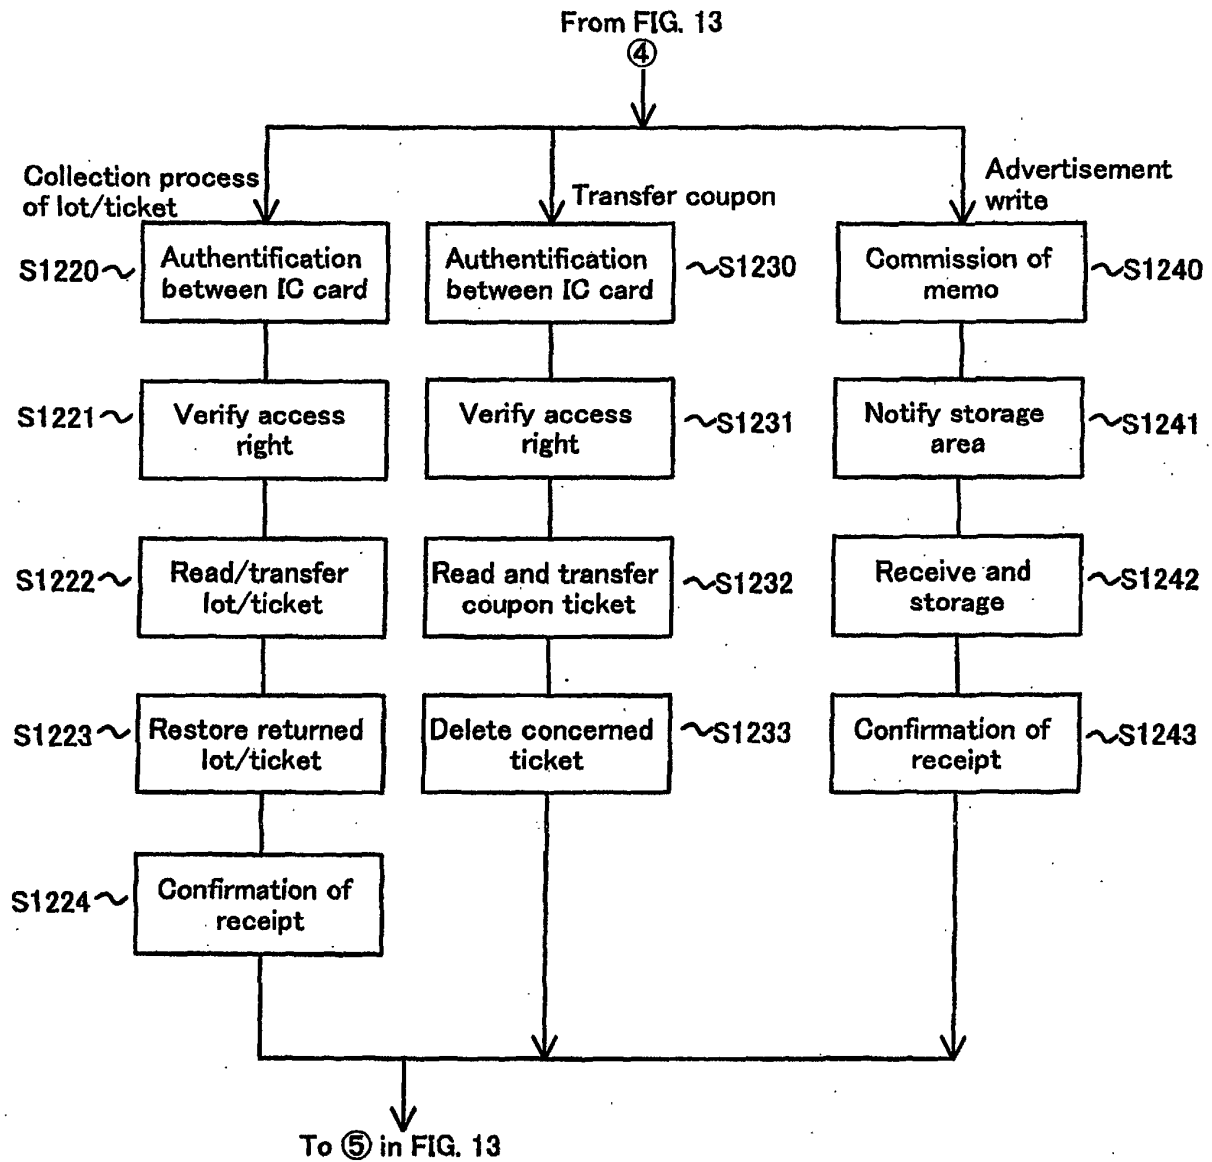 From FIG. 13
④
Collection process
of lot/ticket
Transfer coupon
Advertisement
write
S1220
Authentification
between IC card
Authentification
between IC card
S1230
Commission of
memo
S1240
S1221
Verify access
right
Verify access
right
S1231
Notify storage
area
S1241
S1222
Read/transfer
lot/ticket
Read and transfer
coupon ticket
S1232
Receive and
storage
S1242
S1223
Restore returned
lot/ticket
Delete concerned
ticket
S1233
Confirmation of
receipt
S1243
S1224
Confirmation of
receipt
To ⑤ in FIG. 13